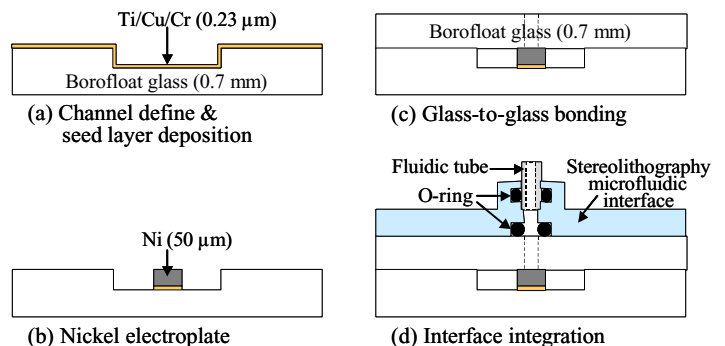 Ti/Cu/Cr (0.23 µm)
Borofloat glass (0.7 mm)
(a) Channel define &
seed layer deposition
Ni (50 µm)
(b) Nickel electroplate
Borofloat glass (0.7 mm)
(c) Glass-to-glass bonding
Fluidic tube
O-ring
Stereolithography
microfluidic
interface
(d) Interface integration